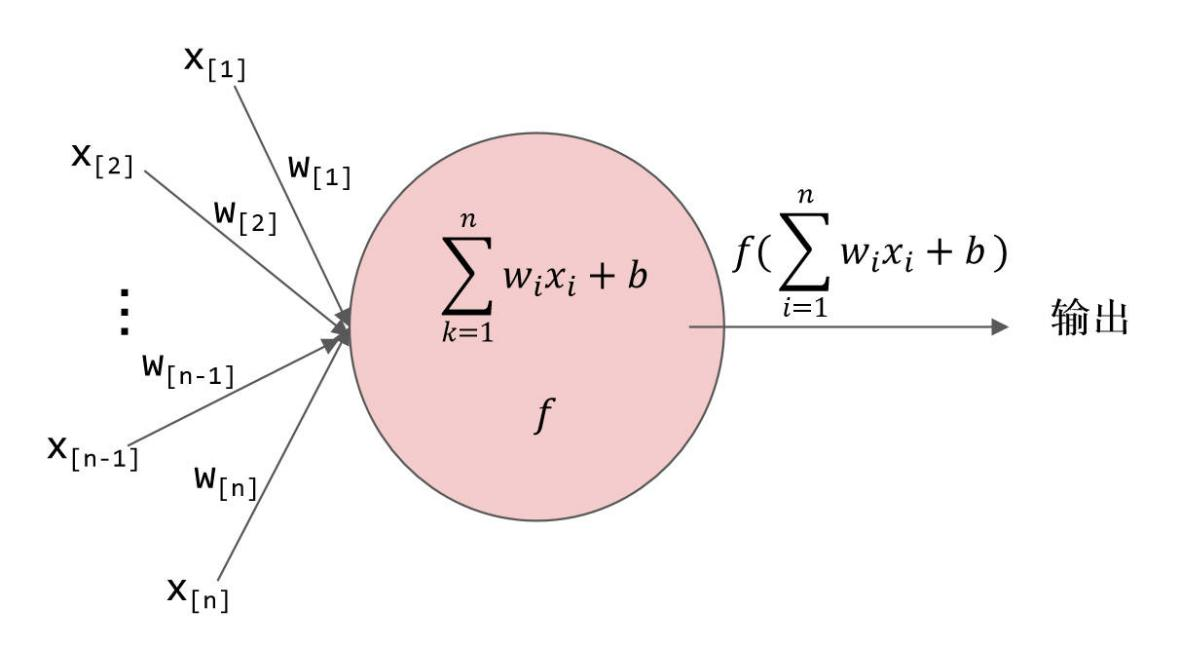 x[1]
x[2]
⋮
x[n-1]
x[n]
w[1]
w[2]
w[n-1]
w[n]
n
∑ wᵢxᵢ + b
k=1
f
n
f(∑ wᵢxᵢ + b)
i=1
输出